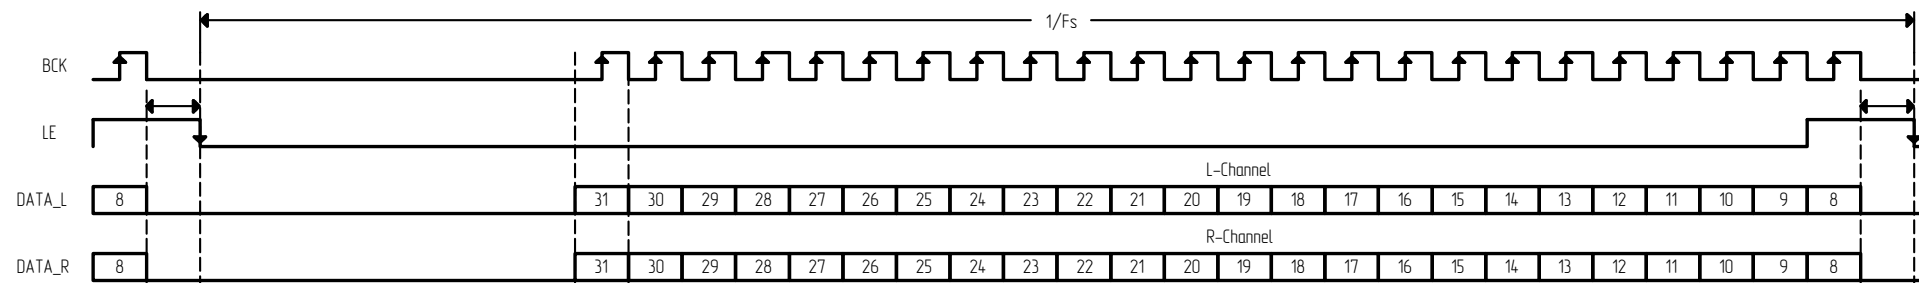 1/Fs
BCK
LE
L-Channel
DATA_L 8 31 30 29 28 27 26 25 24 23 22 21 20 19 18 17 16 15 14 13 12 11 10 9 8
R-Channel
DATA_R 8 31 30 29 28 27 26 25 24 23 22 21 20 19 18 17 16 15 14 13 12 11 10 9 8